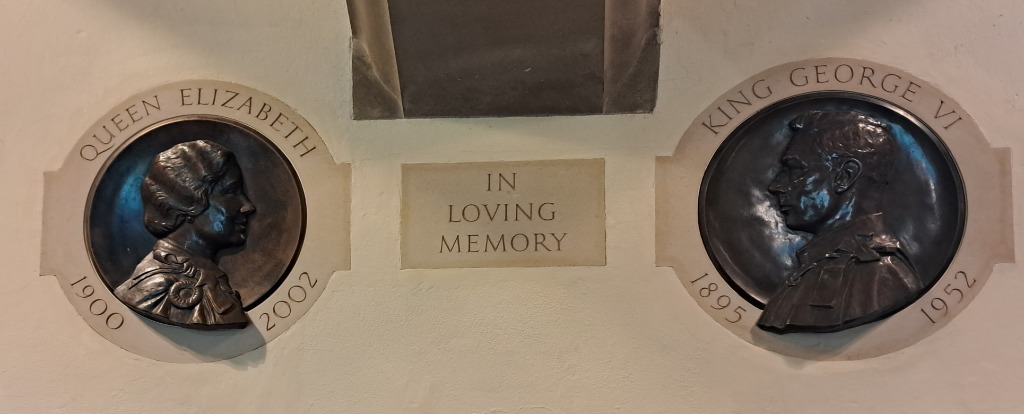 QUEEN ELIZABETH
1900 2002
IN
LOVING
MEMORY
KING GEORGE VI
1895 1952